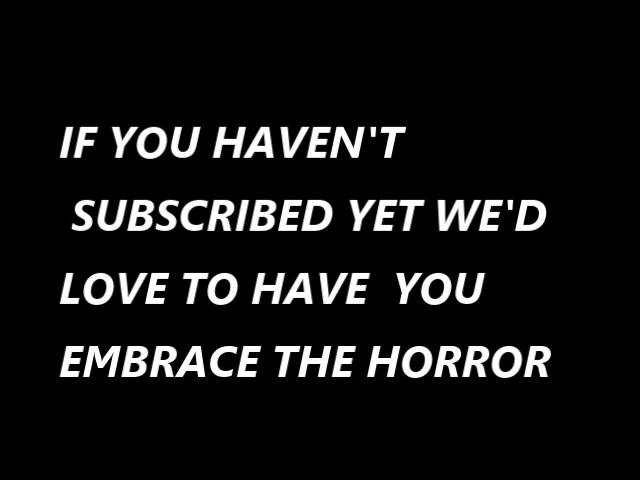 IF YOU HAVEN'T
SUBSCRIBED YET WE'D
LOVE TO HAVE YOU
EMBRACE THE HORROR